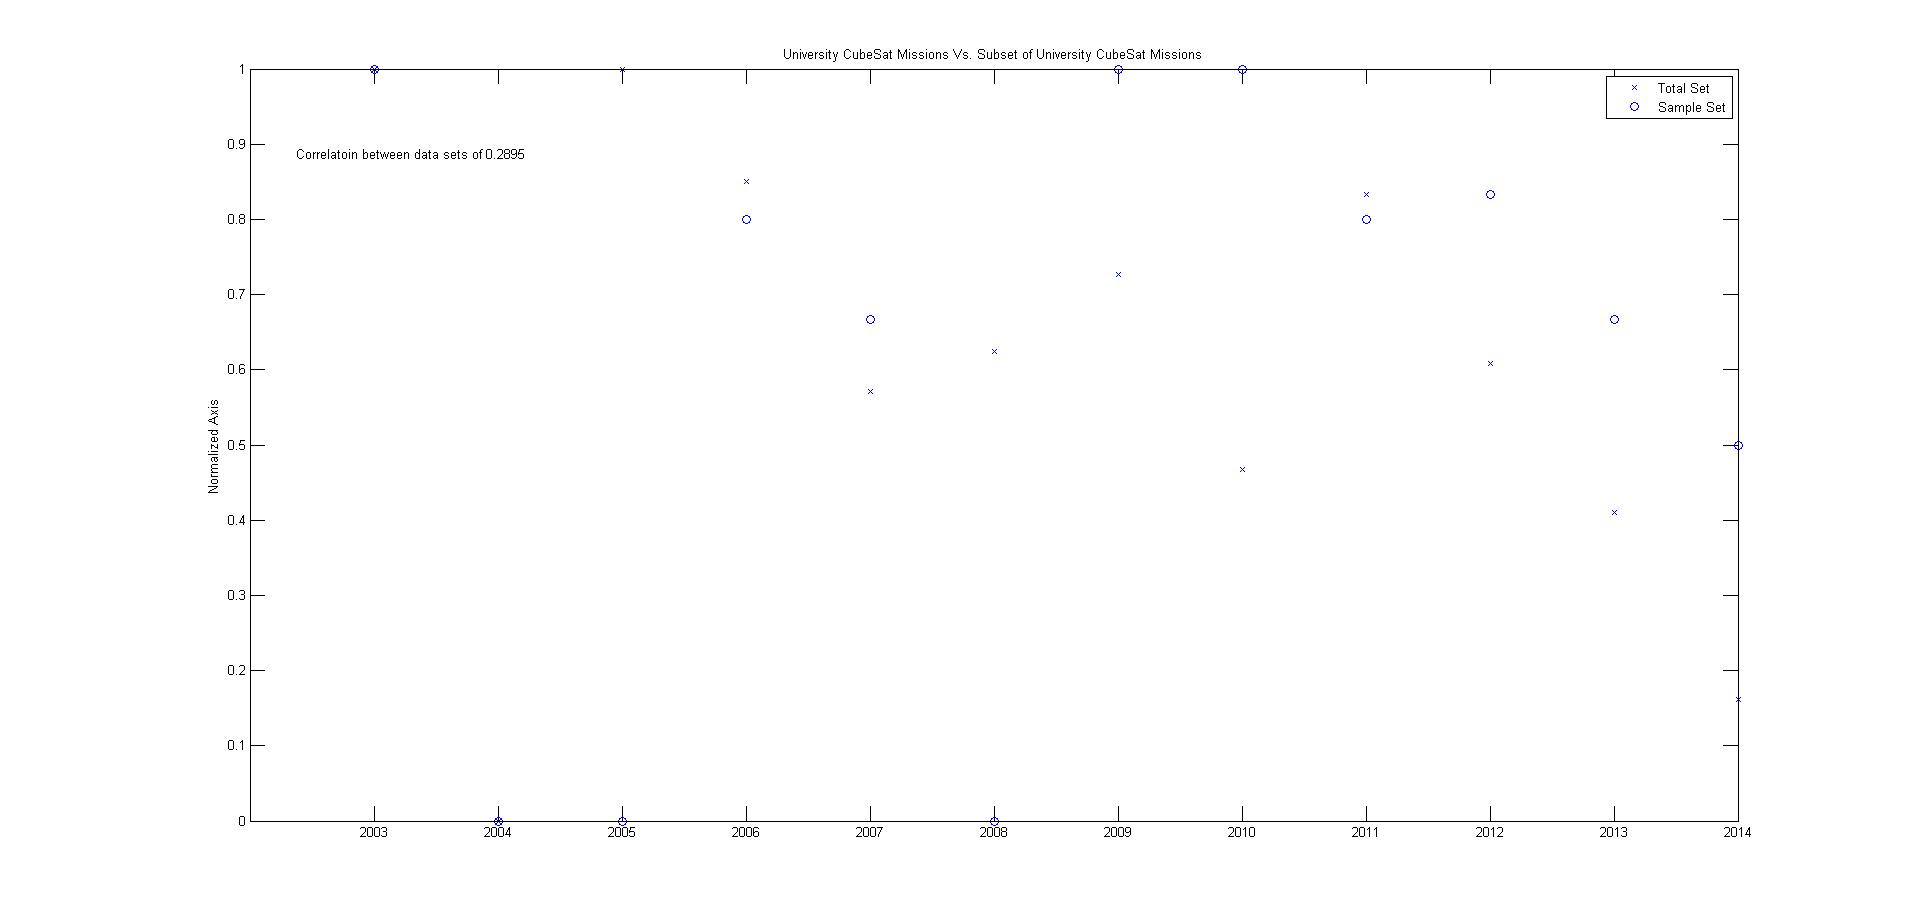 University CubeSat Missions Vs. Subset of University CubeSat Missions
Total Set
Sample Set
Correlatoin between data sets of 0.2895
Normalized Axis
1
0.9
0.8
0.7
0.6
0.5
0.4
0.3
0.2
0.1
0
2003 2004 2005 2006 2007 2008 2009 2010 2011 2012 2013 2014